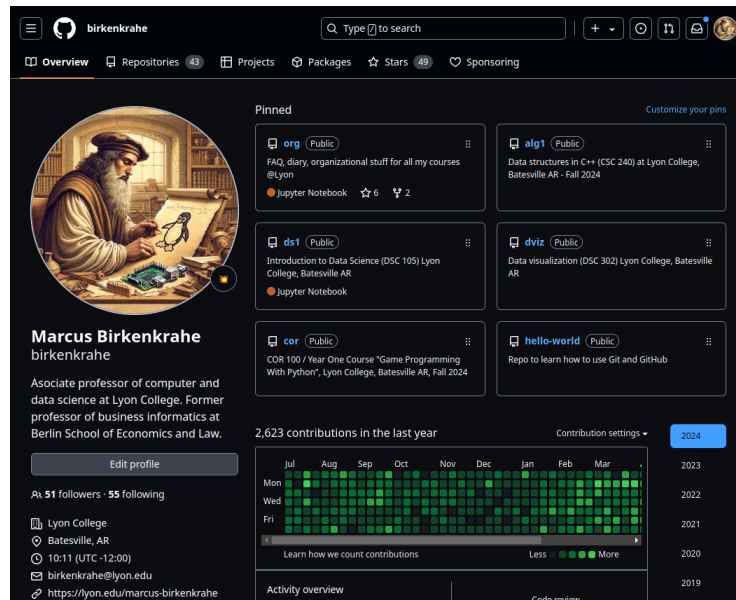 birkenkrahe
Type / to search
Overview
Repositories 43
Projects
Packages
Stars 49
Sponsoring
Marcus Birkenkrahe
birkenkrahe
Asociate professor of computer and
data science at Lyon College. Former
professor of business informatics at
Berlin School of Economics and Law.
Edit profile
51 followers · 55 following
Lyon College
Batesville, AR
10:11 (UTC -12:00)
birkenkrahe@lyon.edu
https://lyon.edu/marcus-birkenkrahe
Pinned
Customize your pins
org Public
FAQ, diary, organizational stuff for all my courses
@Lyon
Jupyter Notebook 6 2
alg1 Public
Data structures in C++ (CSC 240) at Lyon College,
Batesville AR - Fall 2024
ds1 Public
Introduction to Data Science (DSC 105) Lyon
College, Batesville AR
Jupyter Notebook
dviz Public
Data visualization (DSC 302) Lyon College, Batesville
AR
cor Public
COR 100 / Year One Course "Game Programming
With Python", Lyon College, Batesville AR, Fall 2024
hello-world Public
Repo to learn how to use Git and GitHub
2,623 contributions in the last year
Contribution settings
Jul Aug Sep Oct Nov Dec Jan Feb Mar
Mon
Wed
Fri
Learn how we count contributions
Less More
2024
2023
2022
2021
2020
2019
Activity overview
Code review